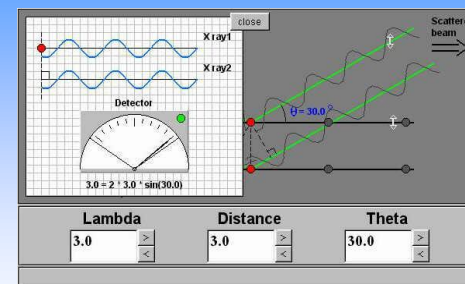 close
X ray1
X ray2
Detector
3.0 = 2 * 3.0 * sin(30.0)
θ = 30.0 °
beam
Lambda
Distance
Theta
3.0
>
<
3.0
>
<
30.0
>
<